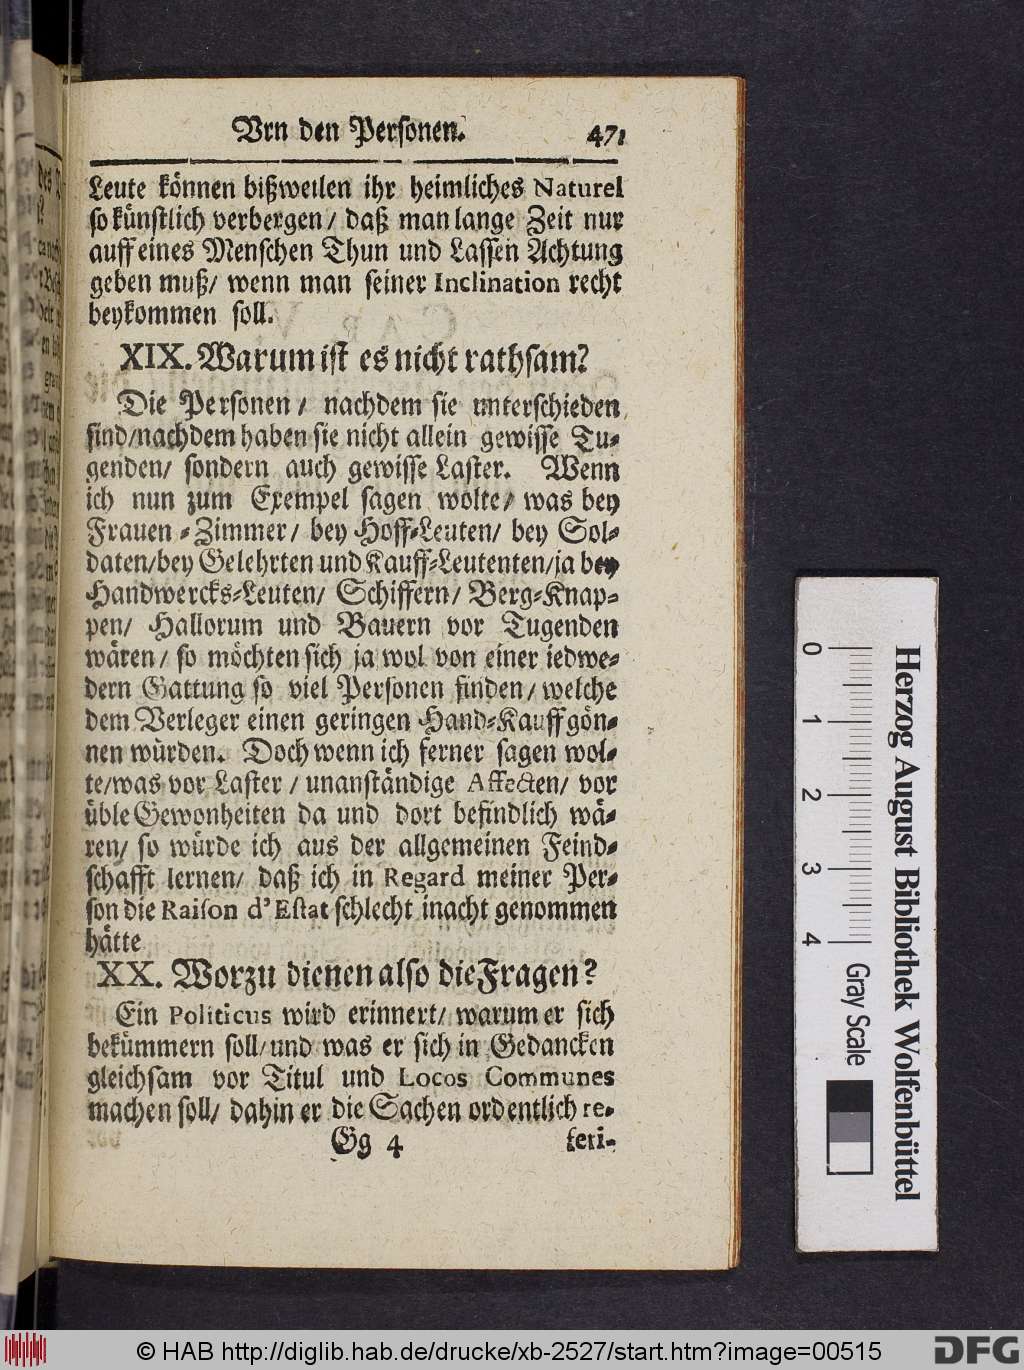 Vrn den Personen. 471
Leute können bißweilen ihr heimliches Naturel
so künstlich verbergen/ daß man lange Zeit nur
auff eines Menschen Thun und Lassen Achtung
geben muß/ wenn man seiner Inclination recht
beykommen soll.
XIX. Warum ist es nicht rathsam?
Die Personen/ nachdem sie unterschieden
sind/nachdem haben sie nicht allein gewisse Tu-
genden/ sondern auch gewisse Laster. Wenn
ich nun zum Exempel sagen wolte/ was bey
Frauen-Zimmer/ bey Hoff-Leuten/ bey Sol-
daten/bey Gelehrten und Kauff-Leutenten/ja bey
Handwercks-Leuten/ Schiffern/ Berg-Knap-
pen/ Hallorum und Bauern vor Tugenden
wären/ so möchten sich ja wol von einer iedwe-
dern Gattung so viel Personen finden/ welche
dem Verleger einen geringen Hand-Kauff gön-
nen würden. Doch wenn ich ferner sagen wol-
te/was vor Laster/ unanständige Affecten/ vor
üble Gewonheiten da und dort befindlich wä-
ren/ so würde ich aus der allgemeinen Feind-
schafft lernen/ daß ich in Regard meiner Per-
son die Raison d'Estat schlecht inacht genommen
hätte
XX. Worzu dienen also die Fragen?
Ein Politicus wird erinnert/ warum er sich
bekümmern soll/und was er sich in Gedancken
gleichsam vor Titul und Locos Communes
machen soll/ dahin er die Sachen ordentlich re-
Gg 4 feri-
0 1 2 3 4
Gray Scale
Herzog August Bibliothek Wolfenbüttel
© HAB http://diglib.hab.de/drucke/xb-2527/start.htm?image=00515
DFG